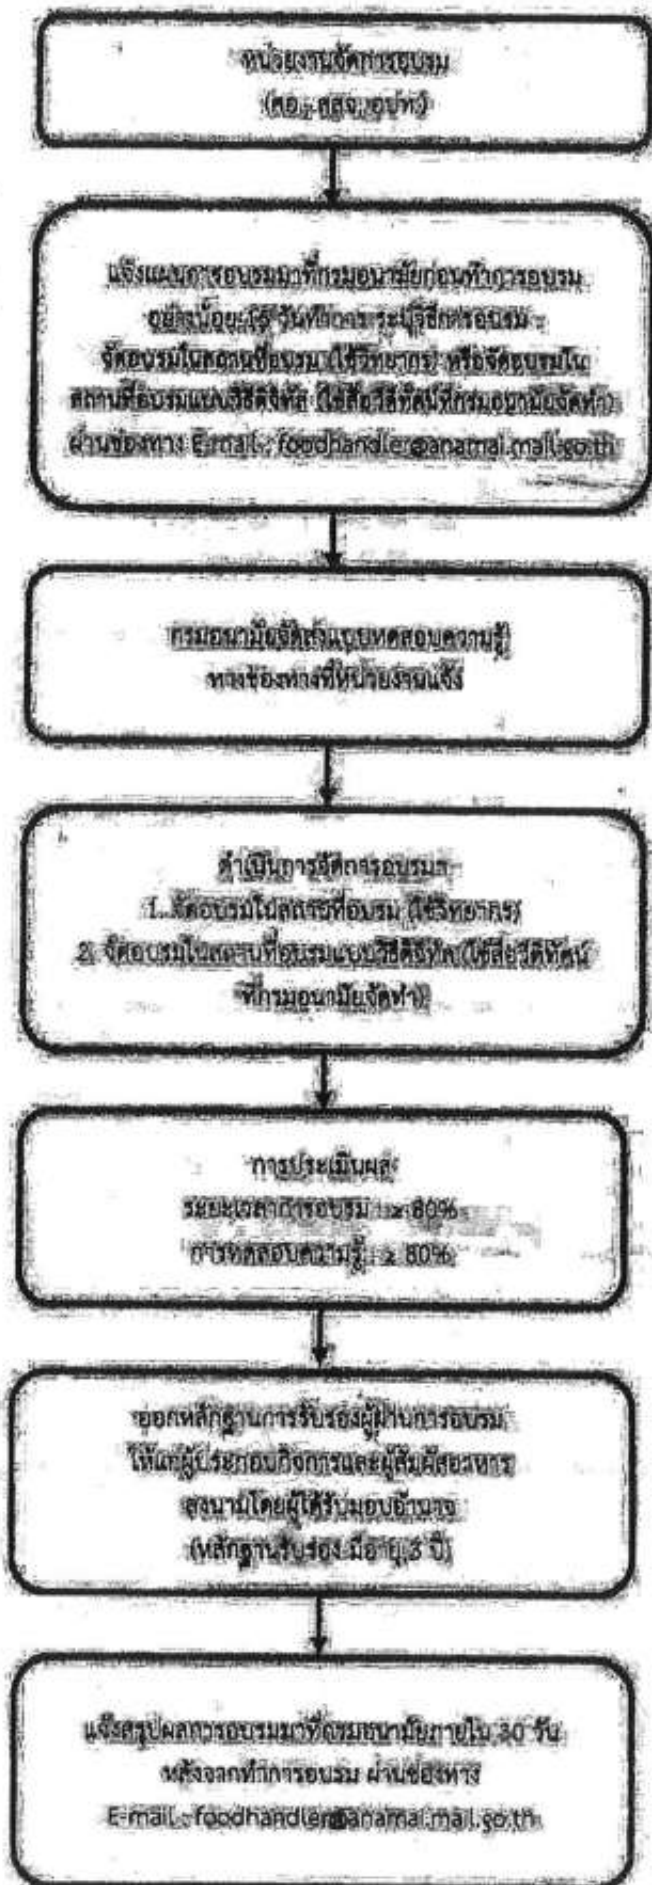 หน่วยงานจัดการอบรม
(ศอ., สสจ., อปท.)
แจ้งแผนการอบรมมาที่กรมอนามัยก่อนทำการอบรม
อย่างน้อย 15 วันทำการ ระบุวิธีการอบรม
จัดอบรมในสถานที่อบรม (ใช้วิทยากร) หรือจัดอบรมใน
สถานที่อบรมแบบวิธีดิจิทัล (ใช้สื่อวีดิทัศน์ที่กรมอนามัยจัดทำ)
ผ่านช่องทาง E-mail : foodhandler@anamai.mail.go.th
กรมอนามัยจัดส่งแบบทดสอบความรู้
ทางช่องทางที่หน่วยงานแจ้ง
ดำเนินการจัดการอบรมฯ
1. จัดอบรมในสถานที่อบรม (ใช้วิทยากร)
2. จัดอบรมในสถานที่อบรมแบบวิธีดิจิทัล (ใช้สื่อวีดิทัศน์
ที่กรมอนามัยจัดทำ)
การประเมินผล
ระยะเวลาการอบรม : ≥ 80%
การทดสอบความรู้ : ≥ 80%
ออกหลักฐานการรับรองผู้ผ่านการอบรม
ให้แก่ผู้ประกอบกิจการและผู้สัมผัสอาหาร
ลงนามโดยผู้ได้รับมอบอำนาจ
(หลักฐานรับรอง มีอายุ 3 ปี)
แจ้งสรุปผลการอบรมมาที่กรมอนามัยภายใน 30 วัน
หลังจากทำการอบรม ผ่านช่องทาง
E-mail : foodhandler@anamai.mail.go.th